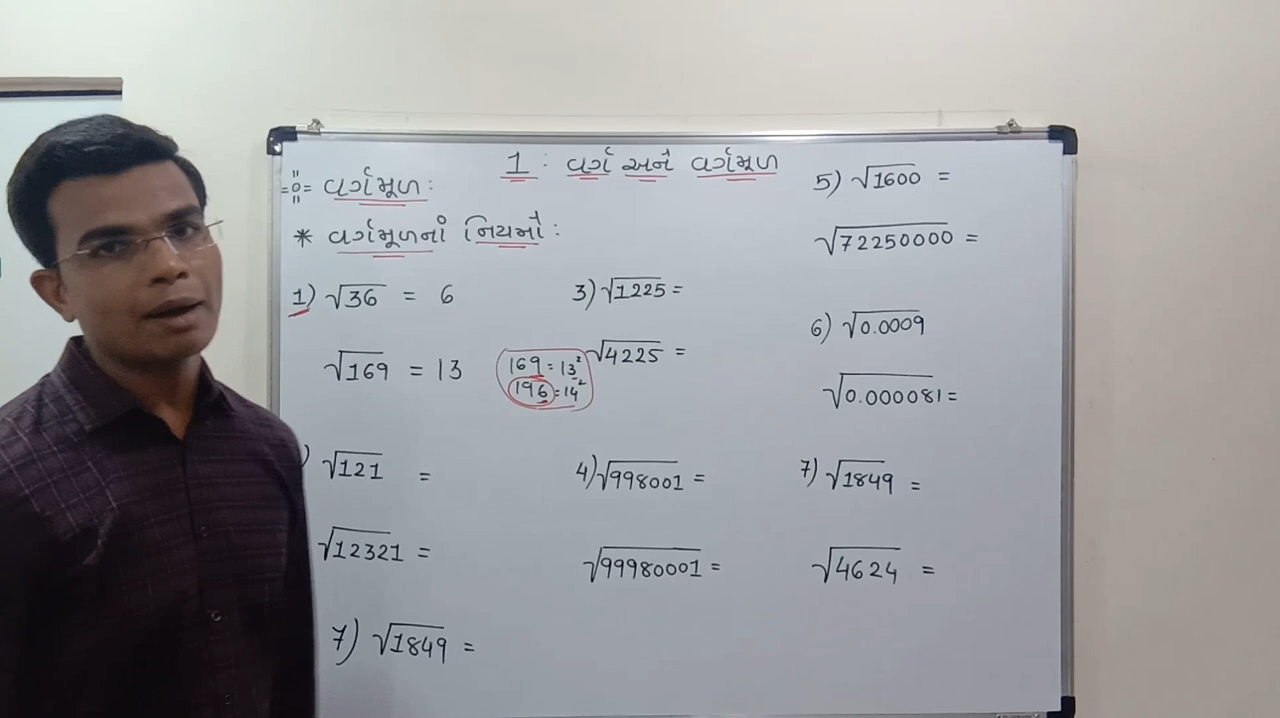 1 : વર્ગ અને વર્ગમૂળ
=0= વર્ગમૂળ:
* વર્ગમૂળનાં નિયમો:
1) √36 = 6
√169 = 13
169 = 13²
196 = 14²
) √121 =
√12321 =
7) √1849 =
3) √1225 =
√4225 =
4) √998001 =
√99980001 =
5) √1600 =
√72250000 =
6) √0.0009
√0.000081 =
7) √1849 =
√4624 =